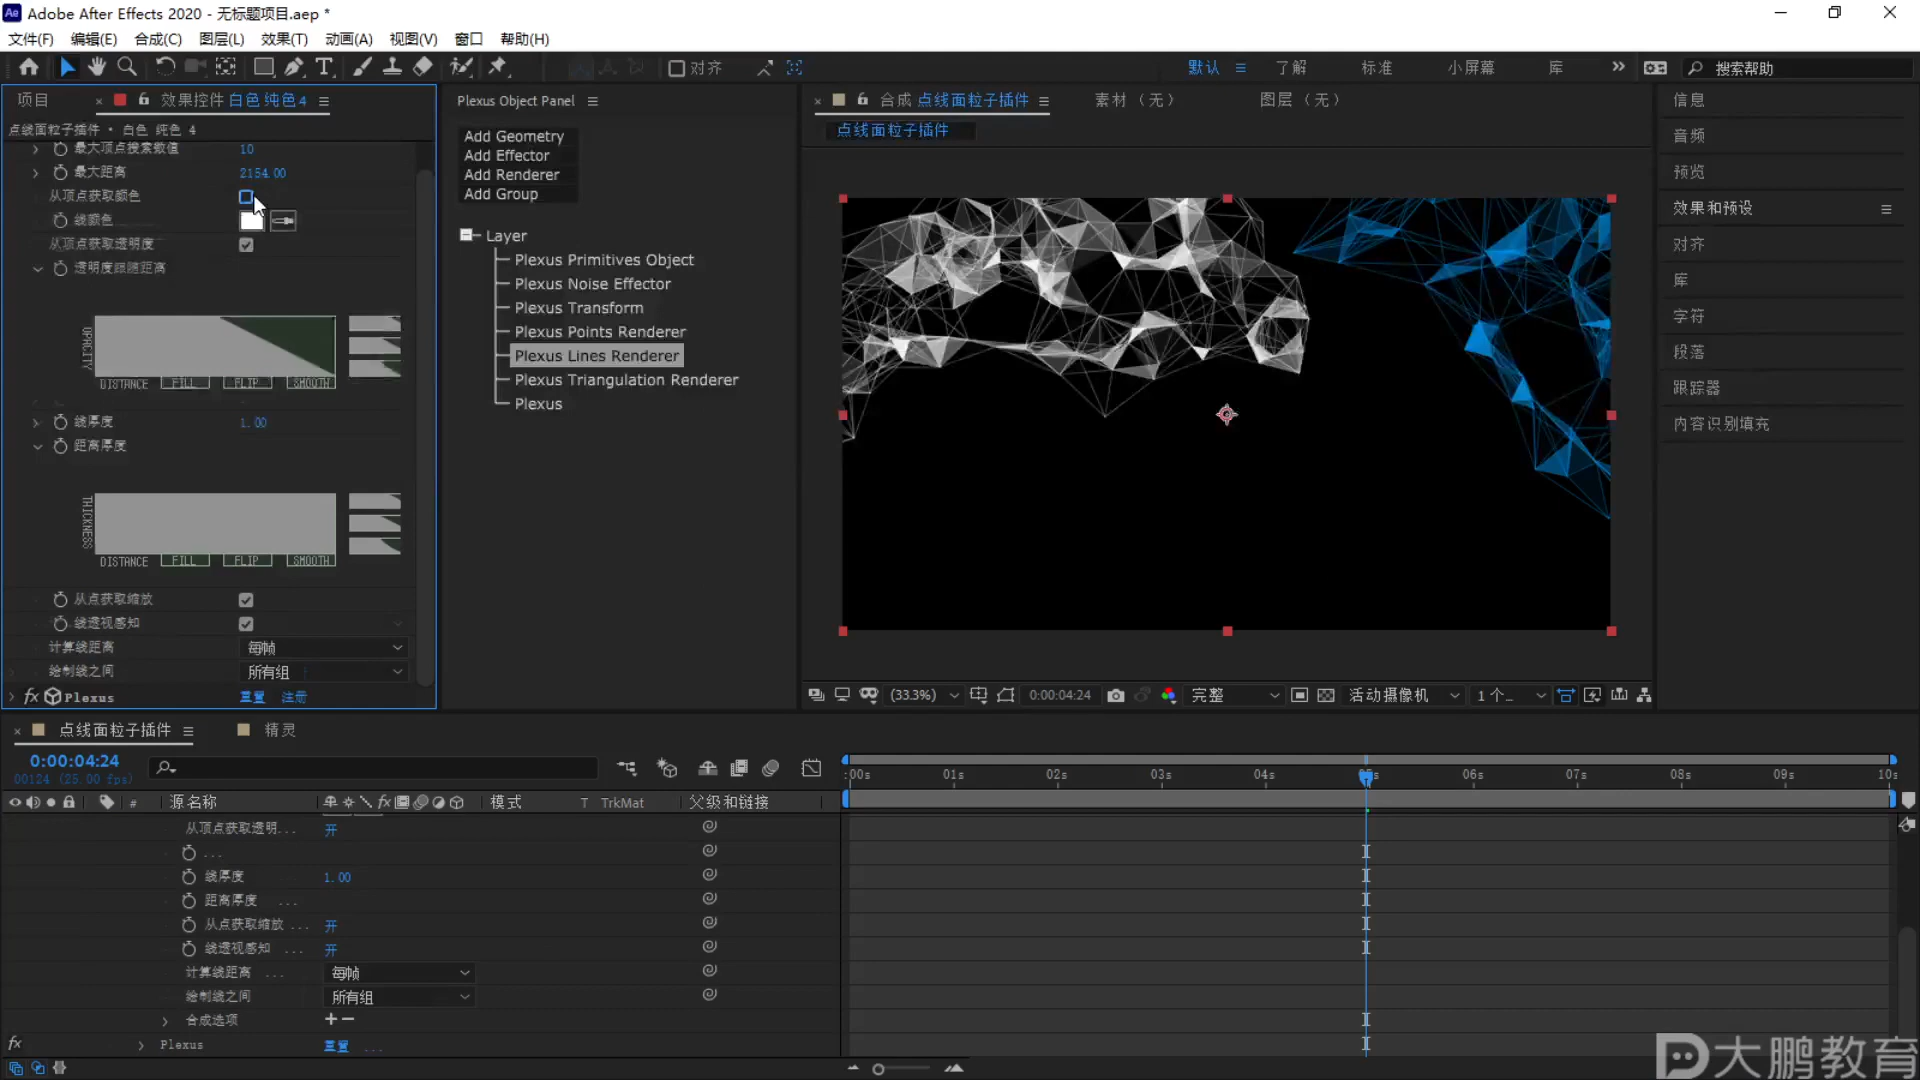 Adobe After Effects 2020 - 无标题项目.aep *
文件(F) 编辑(E) 合成(C) 图层(L) 效果(T) 动画(A) 视图(V) 窗口 帮助(H)
对齐 默认 了解 标准 小屏幕 库 搜索帮助
项目 效果控件 白色 纯色 4
点线面粒子插件 • 白色 纯色 4
最大顶点搜索数值 10
最大距离 2154.00
从顶点获取颜色
线颜色
从顶点获取透明度
透明度跟随距离
OPACITY
DISTANCE FILL FLIP SMOOTH
线厚度 1.00
距离厚度
THICKNESS
DISTANCE FILL FLIP SMOOTH
从点获取缩放
线透视感知
计算线距离 每帧
绘制线之间 所有组
fx Plexus 重置 注册
Plexus Object Panel
Add Geometry
Add Effector
Add Renderer
Add Group
Layer
Plexus Primitives Object
Plexus Noise Effector
Plexus Transform
Plexus Points Renderer
Plexus Lines Renderer
Plexus Triangulation Renderer
Plexus
合成 点线面粒子插件 素材（无） 图层（无）
点线面粒子插件
(33.3%) 0:00:04:24 完整 活动摄像机 1个...
信息
音频
预览
效果和预设
对齐
库
字符
段落
跟踪器
内容识别填充
点线面粒子插件 精灵
0:00:04:24
00124 (25.00 fps)
:00s 01s 02s 03s 04s 05s 06s 07s 08s 09s 10s
# 源名称 fx 模式 T TrkMat 父级和链接
从顶点获取透明... 开
...
线厚度 1.00
距离厚度 ...
从点获取缩放 ... 开
线透视感知 ... 开
计算线距离 ... 每帧
绘制线之间 所有组
合成选项 +−
fx Plexus 重置 ...
大鹏教育